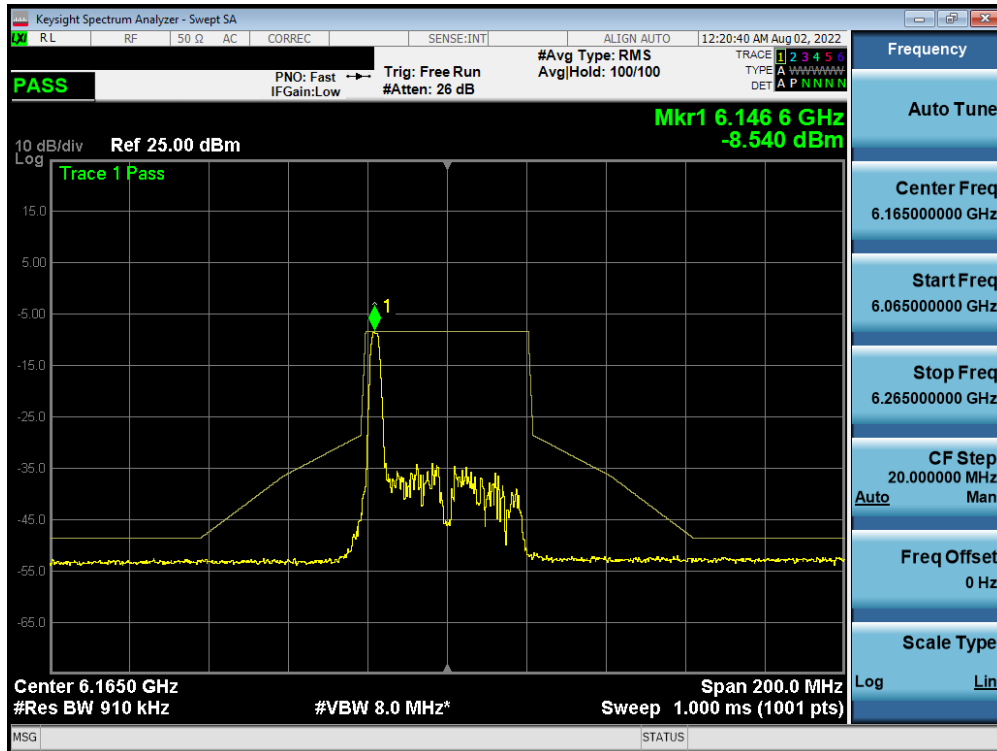 Keysight Spectrum Analyzer - Swept SA
LXI RL RF 50 Ω AC CORREC SENSE:INT ALIGN AUTO 12:20:40 AM Aug 02, 2022
PASS
PNO: Fast
IFGain:Low
Trig: Free Run
#Atten: 26 dB
#Avg Type: RMS
Avg|Hold: 100/100
TRACE 1 2 3 4 5 6
TYPE A WWWWW
DET A P N N N N
Mkr1 6.146 6 GHz
-8.540 dBm
10 dB/div Ref 25.00 dBm
Log
Trace 1 Pass
15.0
5.00
1
-5.00
-15.0
-25.0
-35.0
-45.0
-55.0
-65.0
Center 6.1650 GHz Span 200.0 MHz
#Res BW 910 kHz #VBW 8.0 MHz* Sweep 1.000 ms (1001 pts)
MSG STATUS
Frequency
Auto Tune
Center Freq
6.165000000 GHz
Start Freq
6.065000000 GHz
Stop Freq
6.265000000 GHz
CF Step
20.000000 MHz
Auto Man
Freq Offset
0 Hz
Scale Type
Log Lin